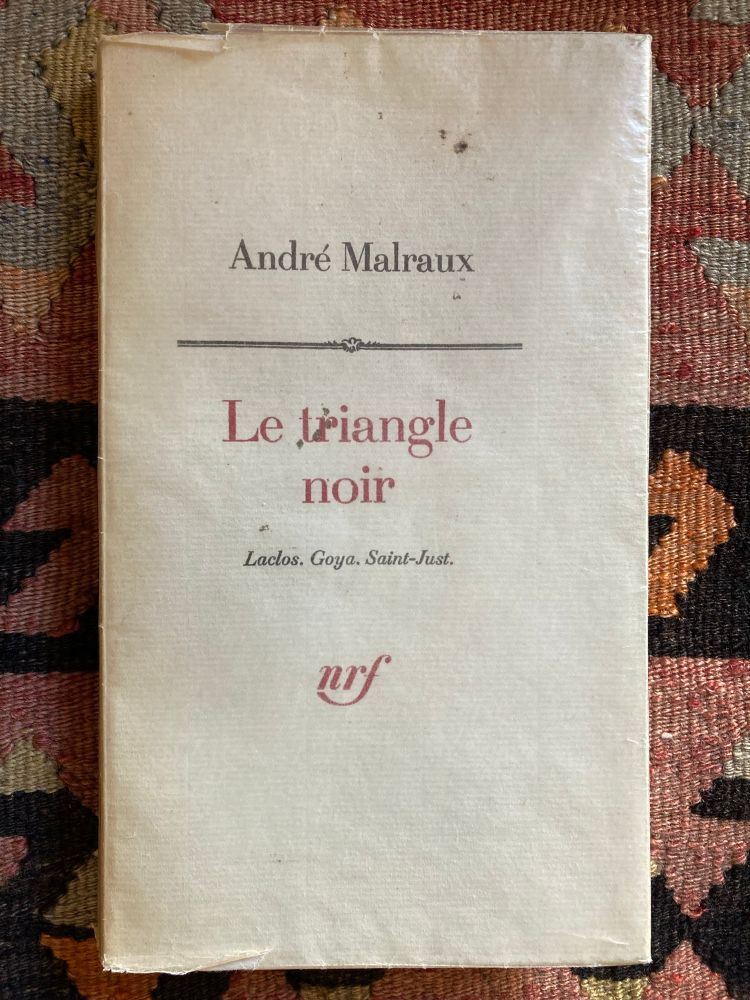 André Malraux
Le triangle
noir
Laclos. Goya. Saint-Just.
nrf